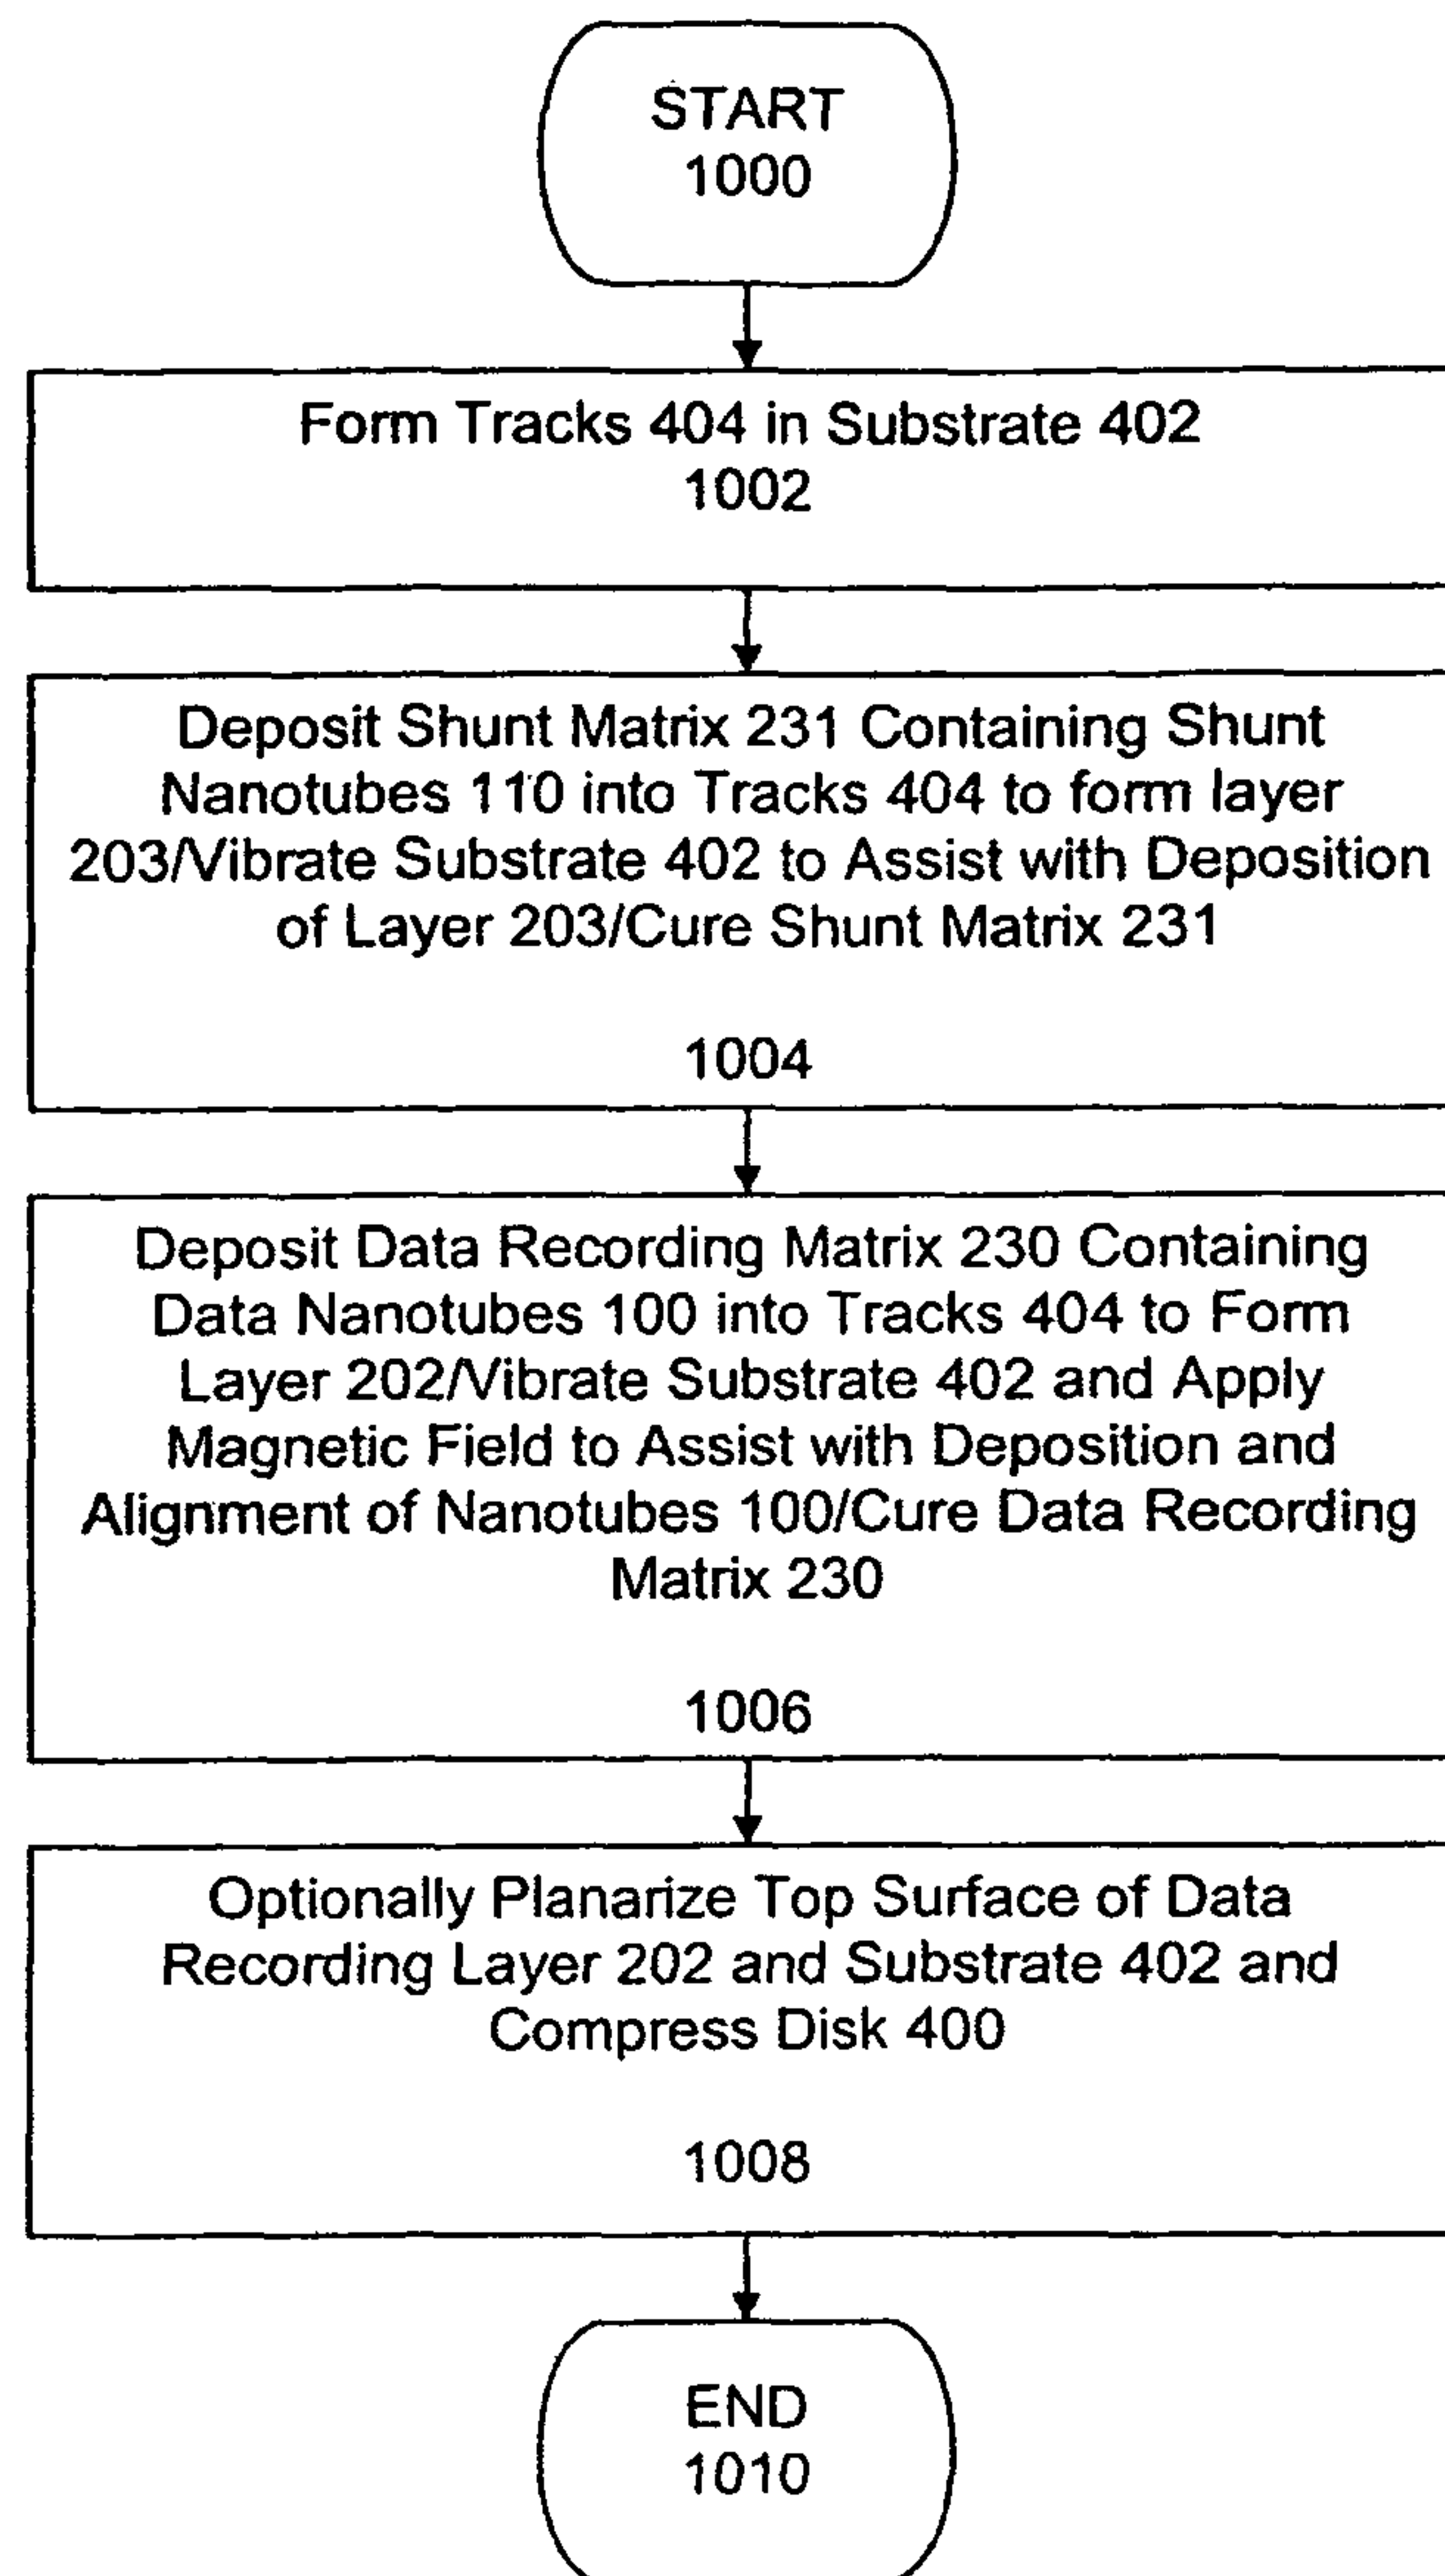 START
1000
Form Tracks 404 in Substrate 402
1002
Deposit Shunt Matrix 231 Containing Shunt
Nanotubes 110 into Tracks 404 to form layer
203/Vibrate Substrate 402 to Assist with Deposition
of Layer 203/Cure Shunt Matrix 231
1004
Deposit Data Recording Matrix 230 Containing
Data Nanotubes 100 into Tracks 404 to Form
Layer 202/Vibrate Substrate 402 and Apply
Magnetic Field to Assist with Deposition and
Alignment of Nanotubes 100/Cure Data Recording
Matrix 230
1006
Optionally Planarize Top Surface of Data
Recording Layer 202 and Substrate 402 and
Compress Disk 400
1008
END
1010